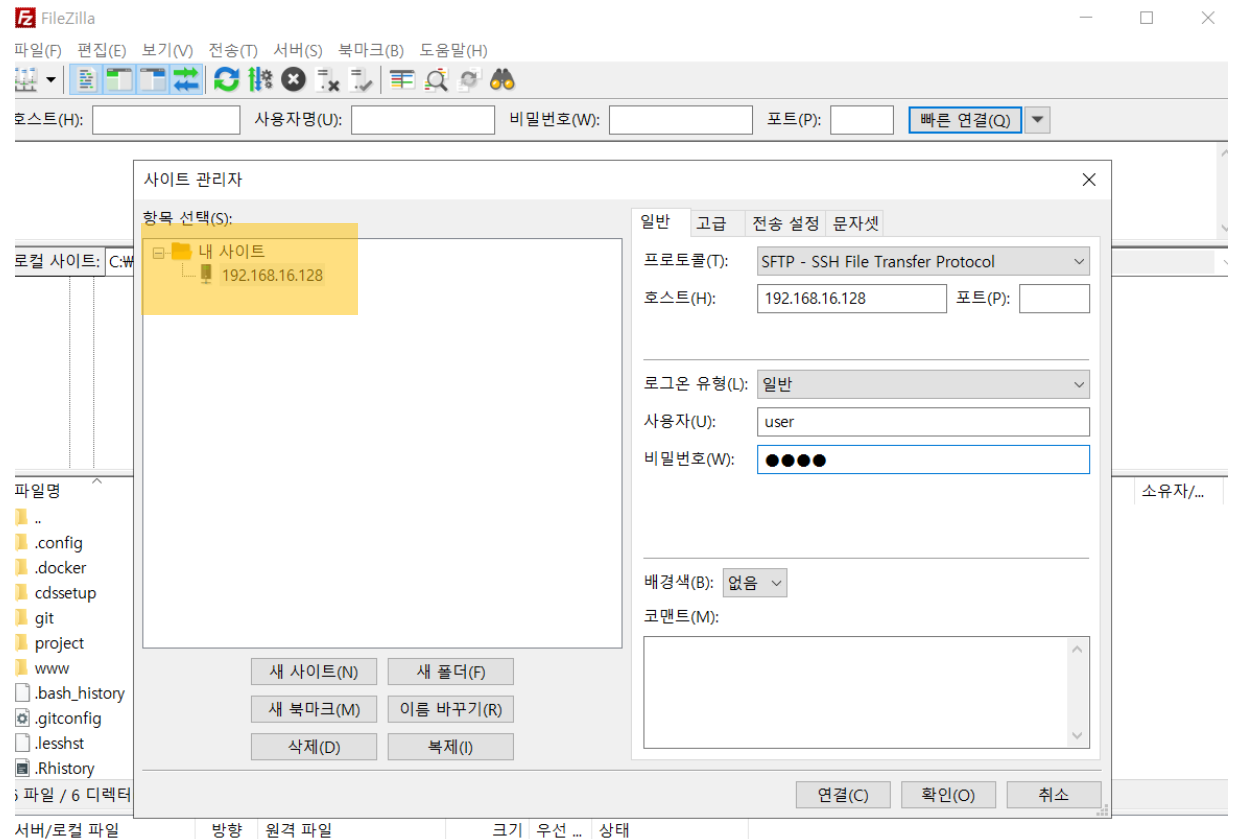 FileZilla
파일(F) 편집(E) 보기(V) 전송(T) 서버(S) 북마크(B) 도움말(H)
호스트(H): 사용자명(U): 비밀번호(W): 포트(P): 빠른 연결(Q)
사이트 관리자
항목 선택(S):
내 사이트
192.168.16.128
새 사이트(N) 새 폴더(F)
새 북마크(M) 이름 바꾸기(R)
삭제(D) 복제(I)
일반 고급 전송 설정 문자셋
프로토콜(T): SFTP - SSH File Transfer Protocol
호스트(H): 192.168.16.128 포트(P):
로그온 유형(L): 일반
사용자(U): user
비밀번호(W): ●●●●
배경색(B): 없음
코맨트(M):
연결(C) 확인(O) 취소
로컬 사이트: C:₩
파일명 소유자/...
..
.config
.docker
cdssetup
git
project
www
.bash_history
.gitconfig
.lesshst
.Rhistory
파일 / 6 디렉터
서버/로컬 파일 방향 원격 파일 크기 우선 ... 상태